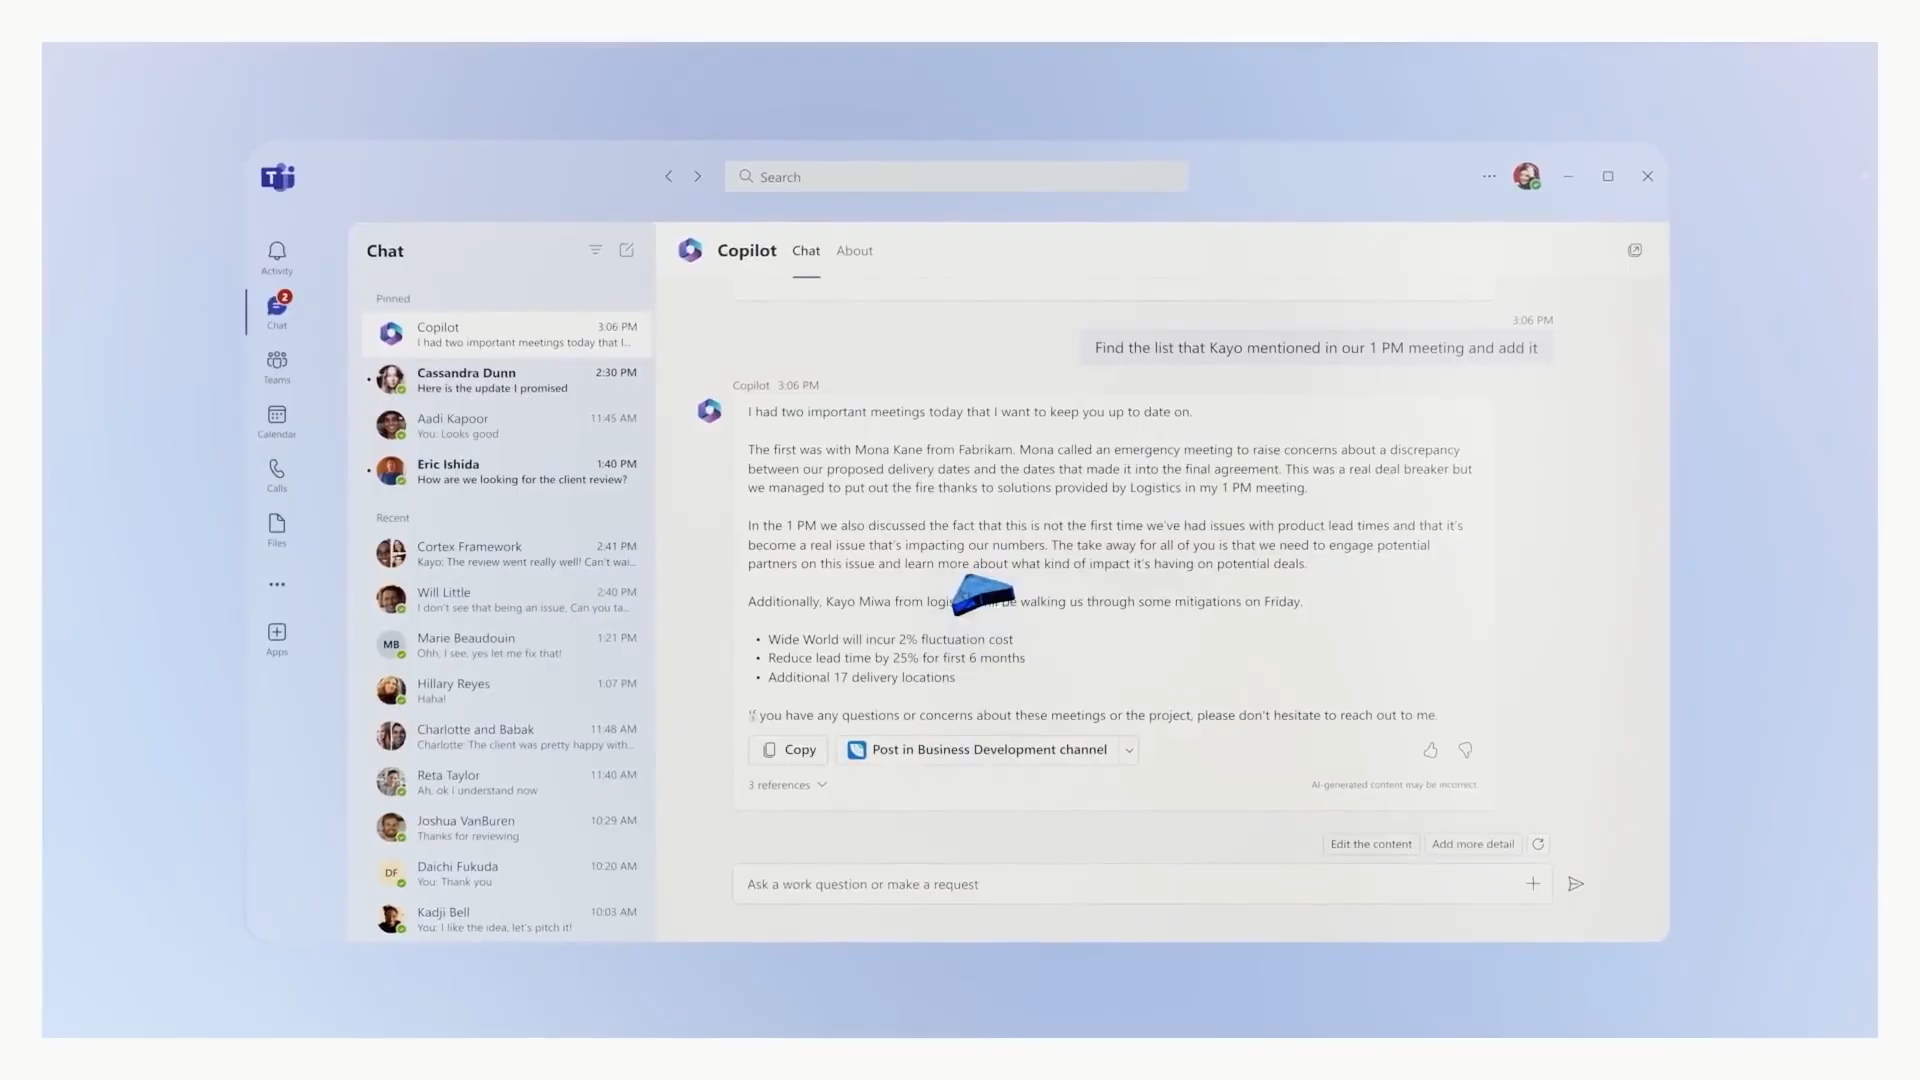 Search
Activity
2
Chat
Teams
Calendar
Calls
Files
Apps
Chat
Pinned
Copilot 3:06 PM
I had two important meetings today that I...
Cassandra Dunn 2:30 PM
Here is the update I promised
Aadi Kapoor 11:45 AM
You: Looks good
Eric Ishida 1:40 PM
How are we looking for the client review?
Recent
Cortex Framework 2:41 PM
Kayo: The review went really well! Can't wai...
Will Little 2:40 PM
I don't see that being an issue. Can you ta...
MB
Marie Beaudouin 1:21 PM
Ohh, I see, yes let me fix that!
Hillary Reyes 1:07 PM
Haha!
Charlotte and Babak 11:48 AM
Charlotte: The client was pretty happy with...
Reta Taylor 11:40 AM
Ah, ok I understand now
Joshua VanBuren 10:29 AM
Thanks for reviewing
DF
Daichi Fukuda 10:20 AM
You: Thank you
Kadji Bell 10:03 AM
You: I like the idea, let's pitch it!
Copilot Chat About
3:06 PM
Find the list that Kayo mentioned in our 1 PM meeting and add it
Copilot 3:06 PM
I had two important meetings today that I want to keep you up to date on.
The first was with Mona Kane from Fabrikam. Mona called an emergency meeting to raise concerns about a discrepancy
between our proposed delivery dates and the dates that made it into the final agreement. This was a real deal breaker but
we managed to put out the fire thanks to solutions provided by Logistics in my 1 PM meeting.
In the 1 PM we also discussed the fact that this is not the first time we've had issues with product lead times and that it's
become a real issue that's impacting our numbers. The take away for all of you is that we need to engage potential
partners on this issue and learn more about what kind of impact it's having on potential deals.
Additionally, Kayo Miwa from be walking us through some mitigations on Friday.
• Wide World will incur 2% fluctuation cost
• Reduce lead time by 25% for first 6 months
• Additional 17 delivery locations
If you have any questions or concerns about these meetings or the project, please don't hesitate to reach out to me.
Copy
Post in Business Development channel
3 references
AI-generated content may be incorrect
Edit the content
Add more detail
Ask a work question or make a request